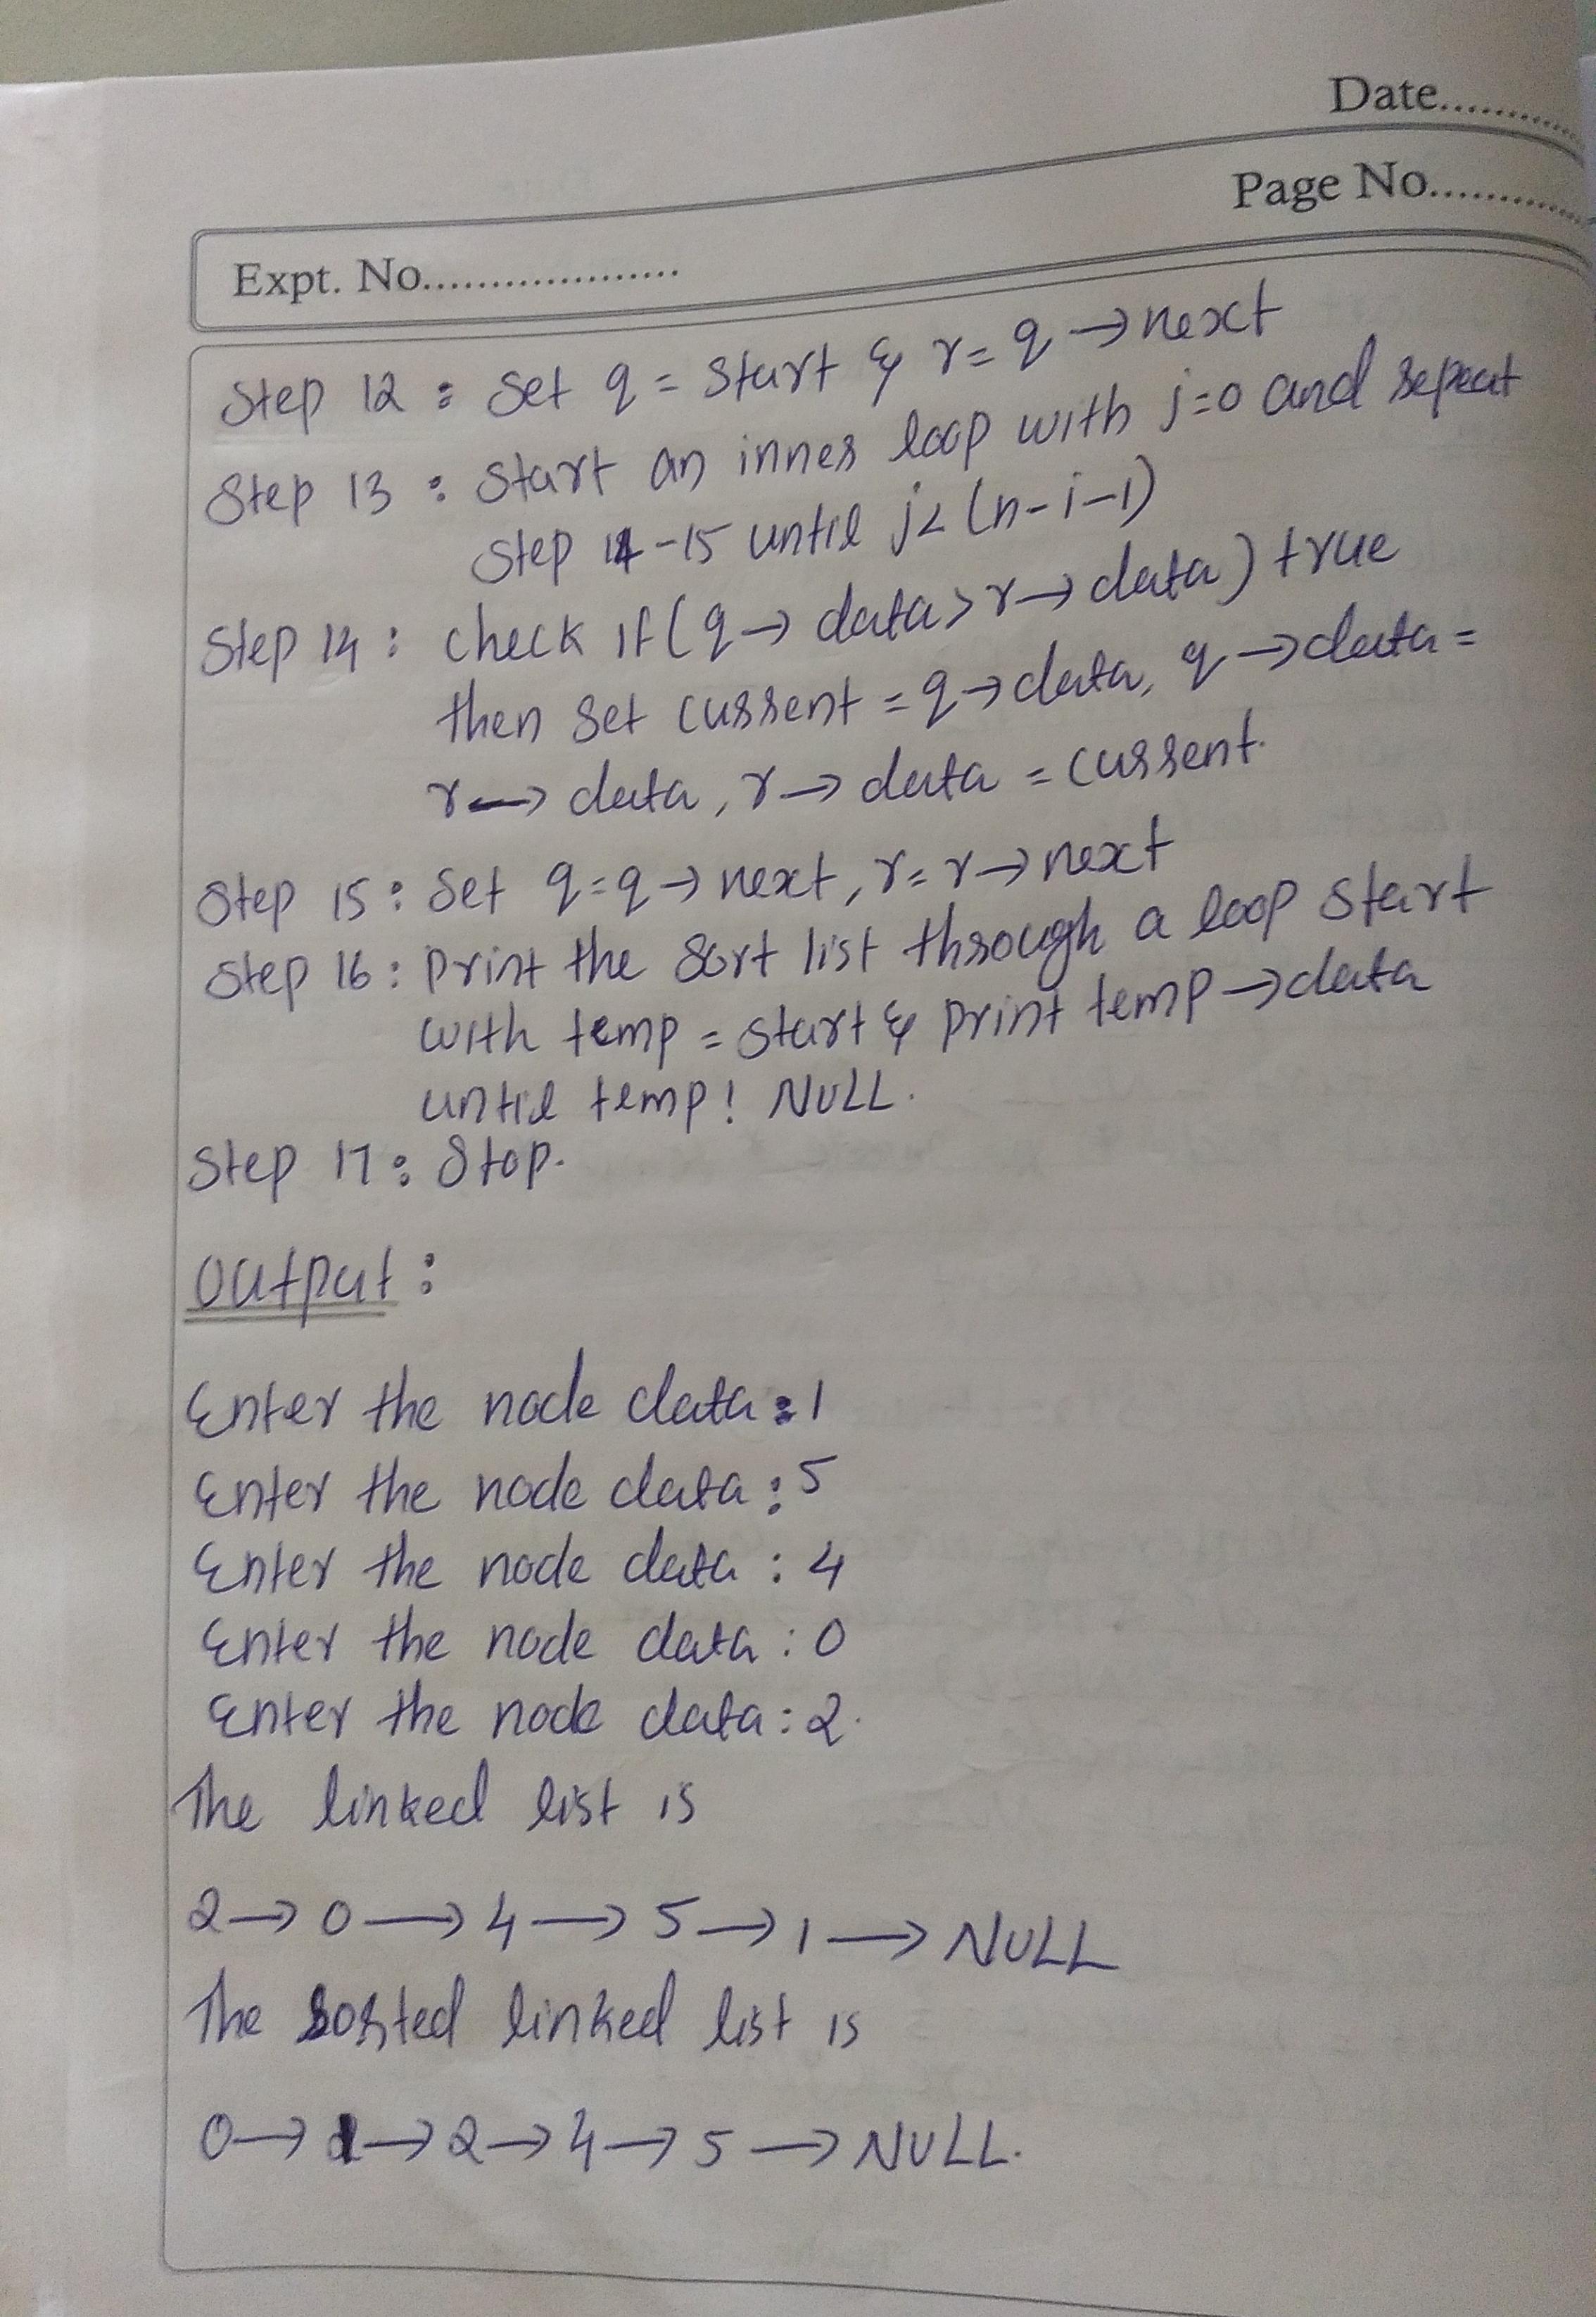 Date..........
Page No..........
Expt. No....................
Step 12 : Set q = Start & r = q → next
Step 13 : Start an inner loop with j=0 and repeat
Step 14-15 until j< (n-i-1)
Step 14 : check if (q → data > r → data) true
then set current = q → data, q → data =
r → data, r → data = current.
Step 15 : Set q=q → next, r = r → next
Step 16 : Print the sort list through a loop start
with temp = start & print temp → data
until temp! NULL.
Step 17 : Stop.
Output :
Enter the node data : 1
Enter the node data : 5
Enter the node data : 4
Enter the node data : 0
Enter the node data : 2.
The linked list is
2 → 0 → 4 → 5 → 1 → NULL
The sorted linked list is
0 → 1 → 2 → 4 → 5 → NULL.